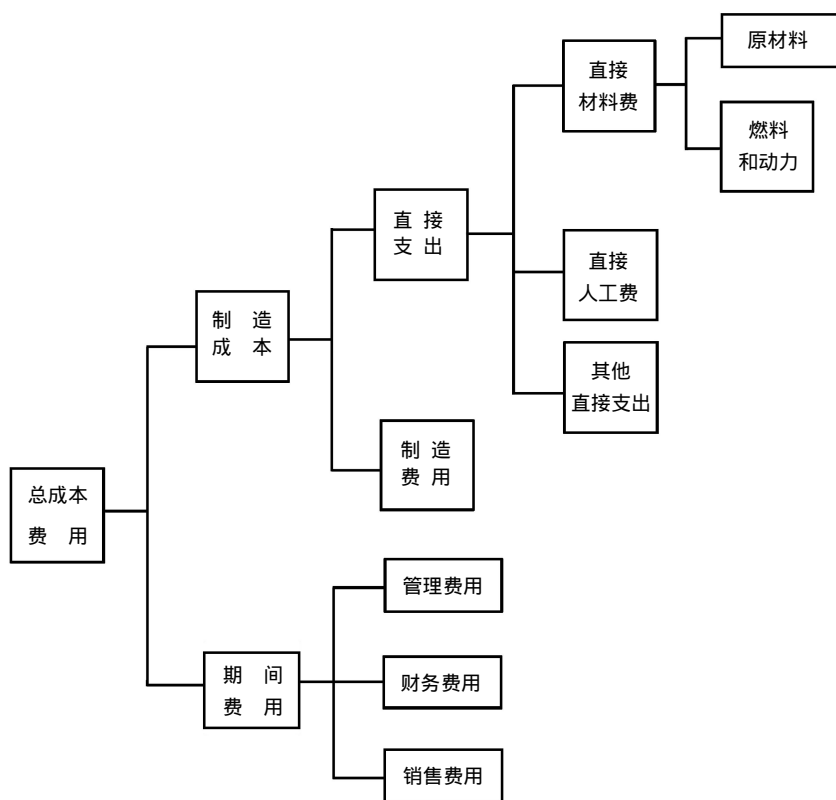 原材料
直接
材料费
燃料
和动力
直 接
支 出
直接
人工费
制 造
成 本
其他
直接支出
制 造
费 用
总成本
费 用
管理费用
期 间
费 用
财务费用
销售费用